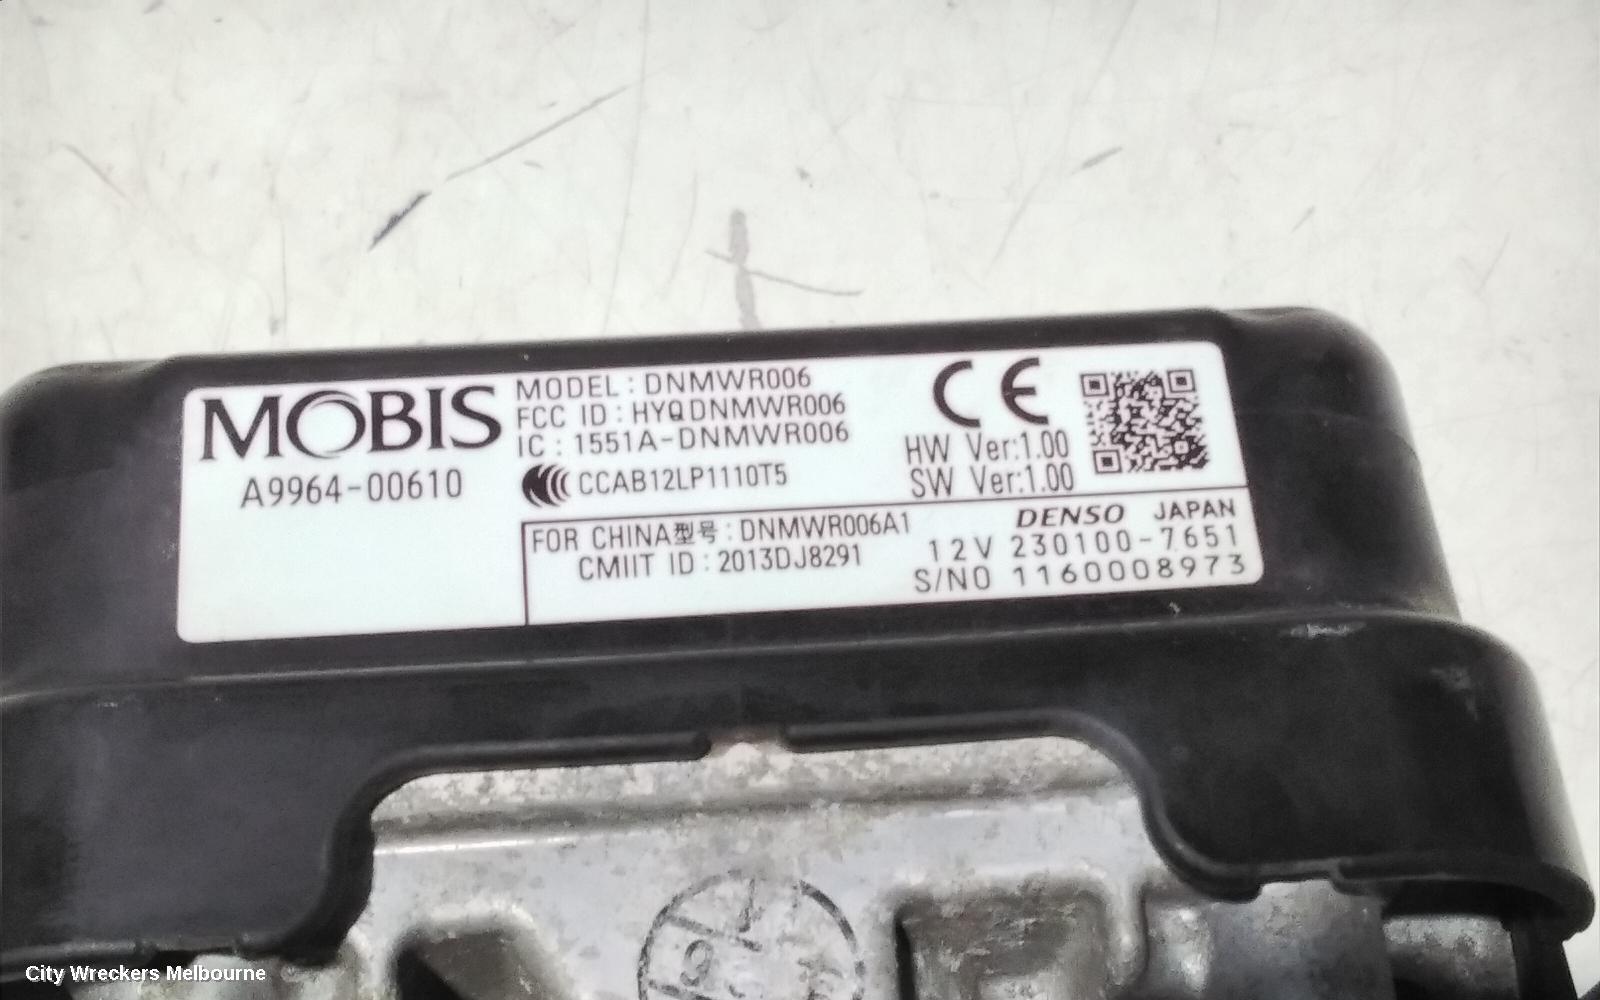 MOBIS
A9964-00610
MODEL : DNMWR006
FCC ID : HYQDNMWR006
IC : 1551A-DNMWR006
CCAB12LP1110T5
CE
HW Ver:1.00
SW Ver:1.00
FOR CHINA型号 : DNMWR006A1
CMIIT ID : 2013DJ8291
DENSO JAPAN
12V 230100-7651
S/NO 1160008973
City Wreckers Melbourne